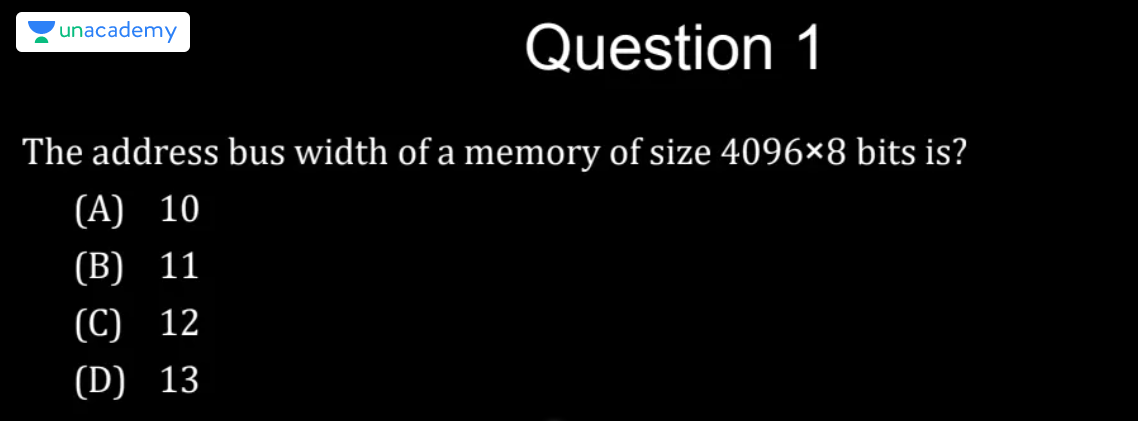 unacademy
Question 1
The address bus width of a memory of size 4096×8 bits is?
(A) 10
(B) 11
(C) 12
(D) 13